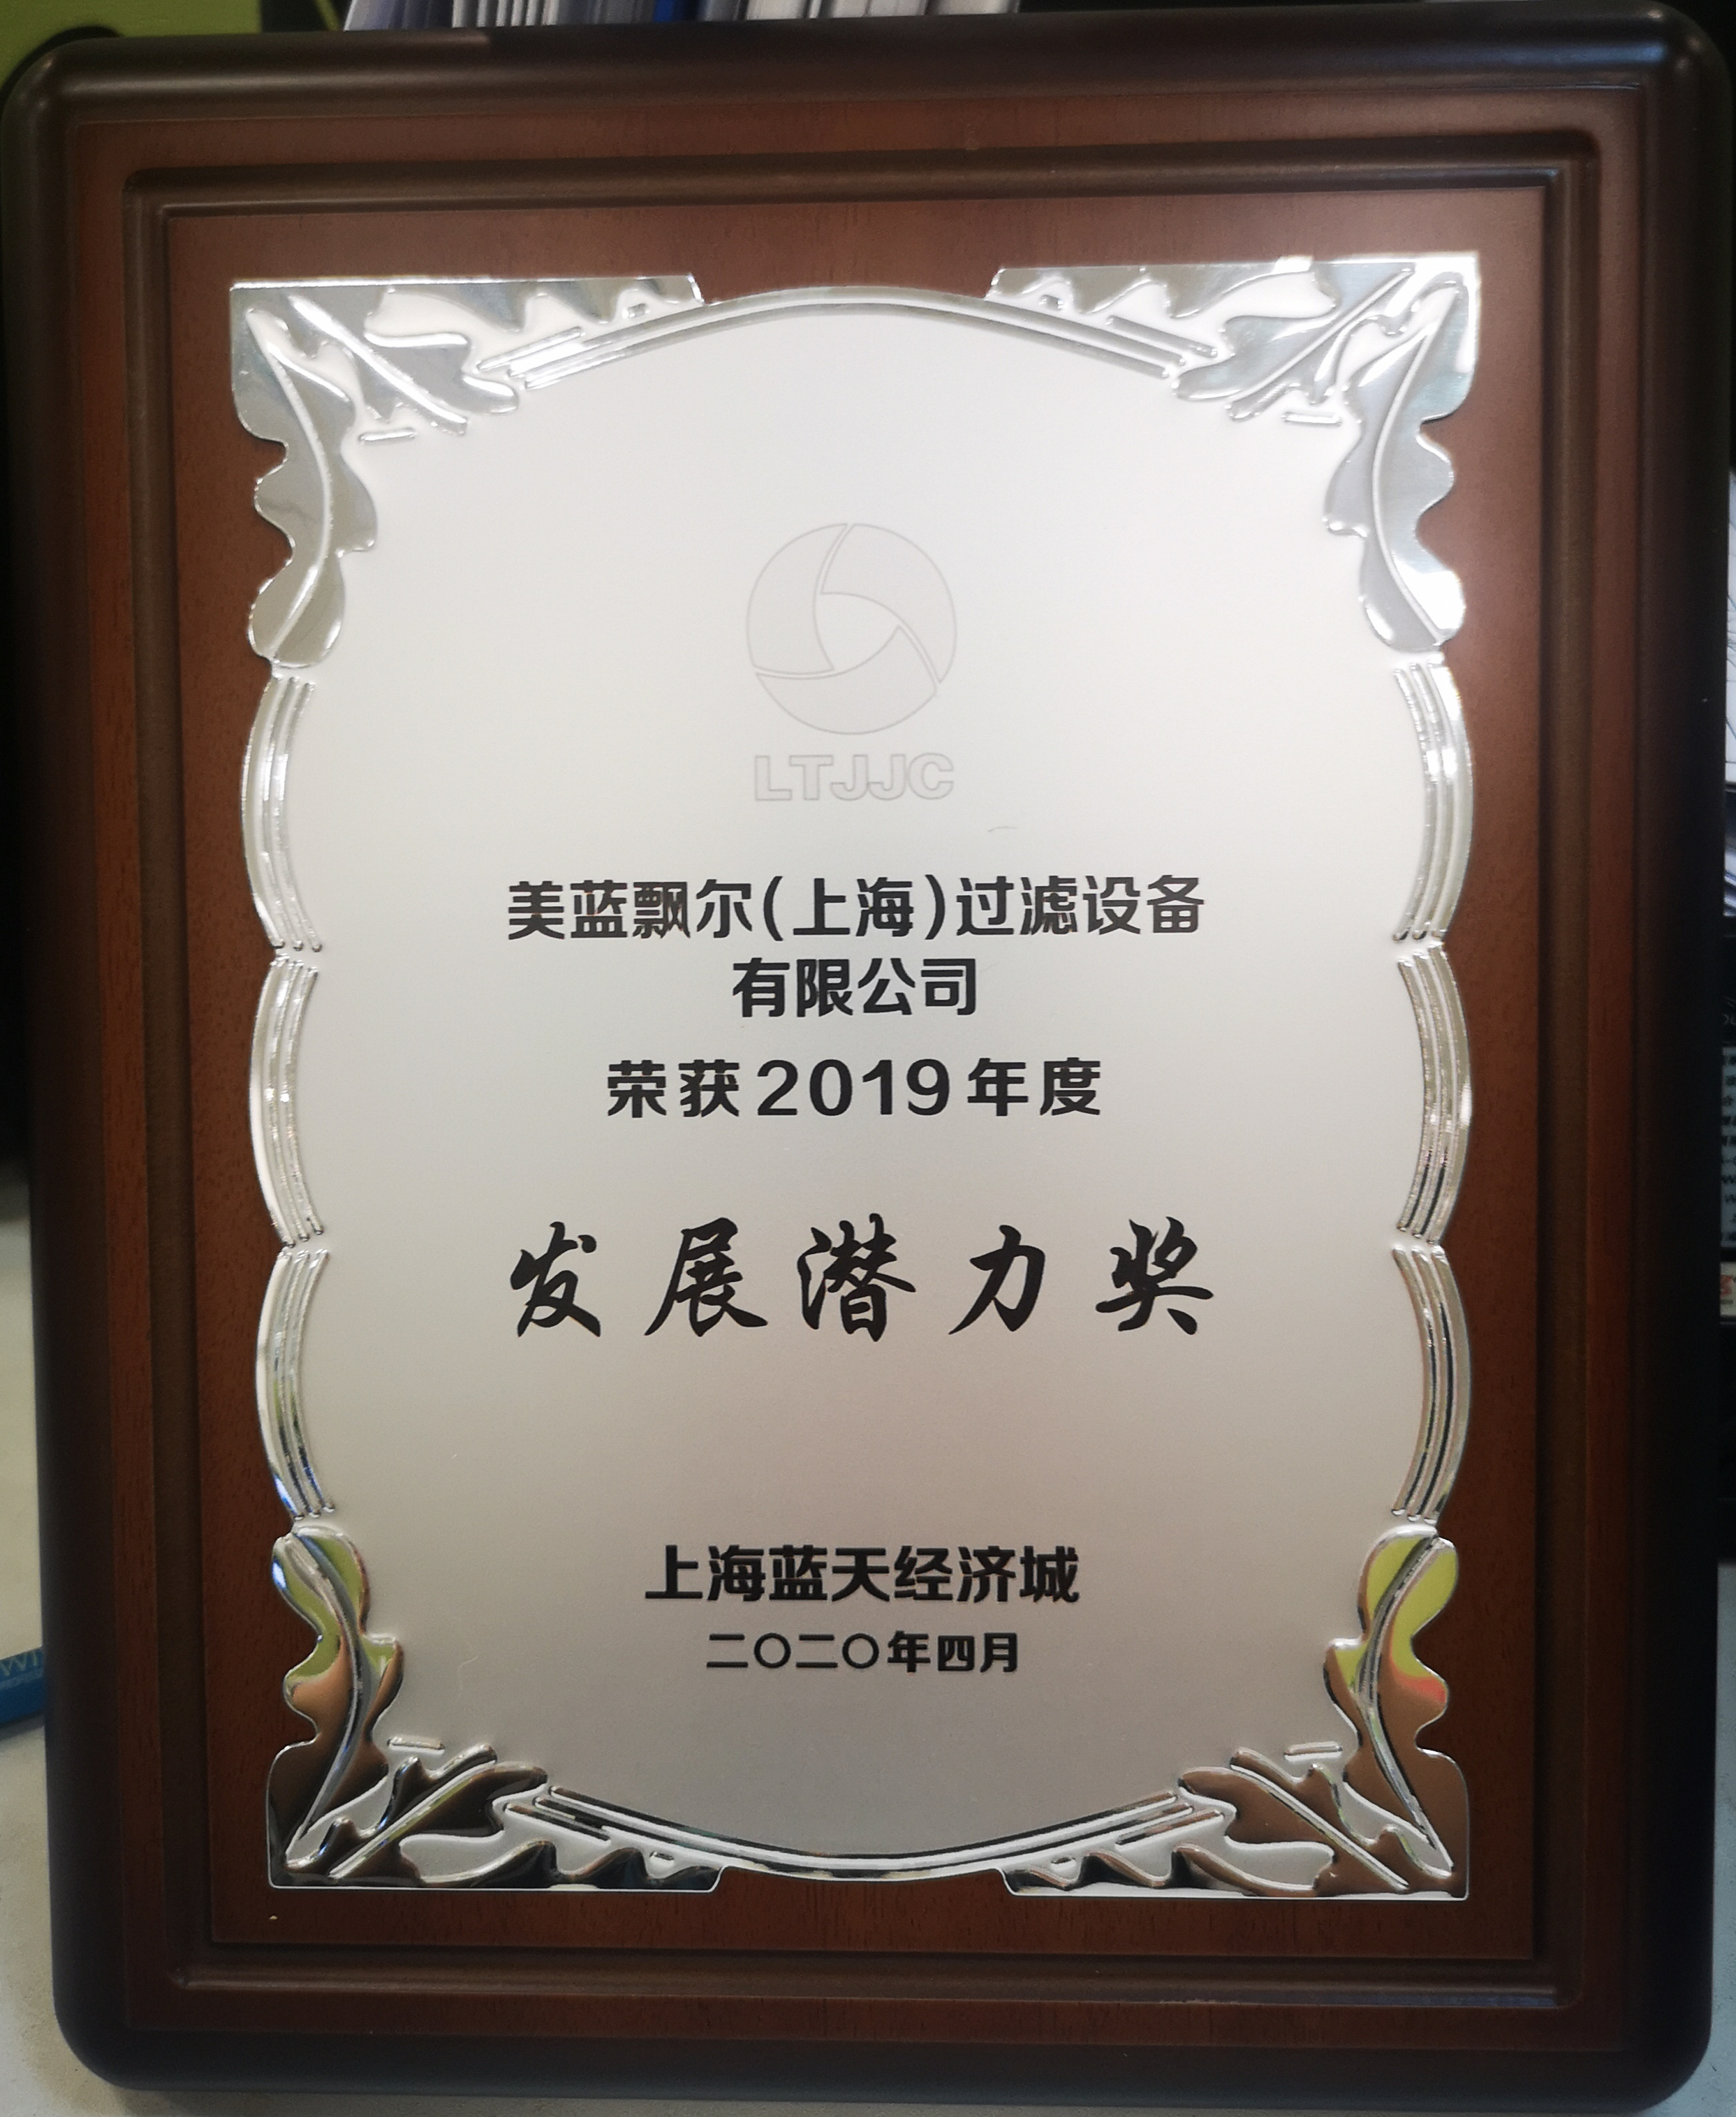 LTJJC
美蓝飘尔(上海)过滤设备
有限公司
荣获2019年度
发展潜力奖
上海蓝天经济城
二〇二〇年四月